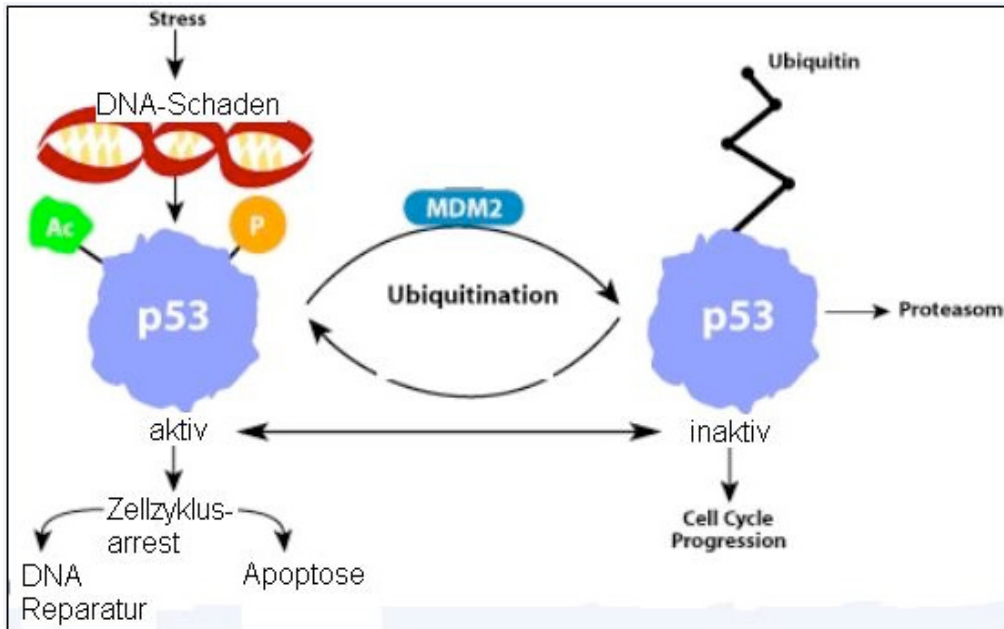 Stress
DNA-Schaden
Ubiquitin
Ac
P
MDM2
Ubiquitination
p53
p53
Proteasom
aktiv
inaktiv
Zellzyklus-
arrest
Cell Cycle
Progression
DNA
Reparatur
Apoptose